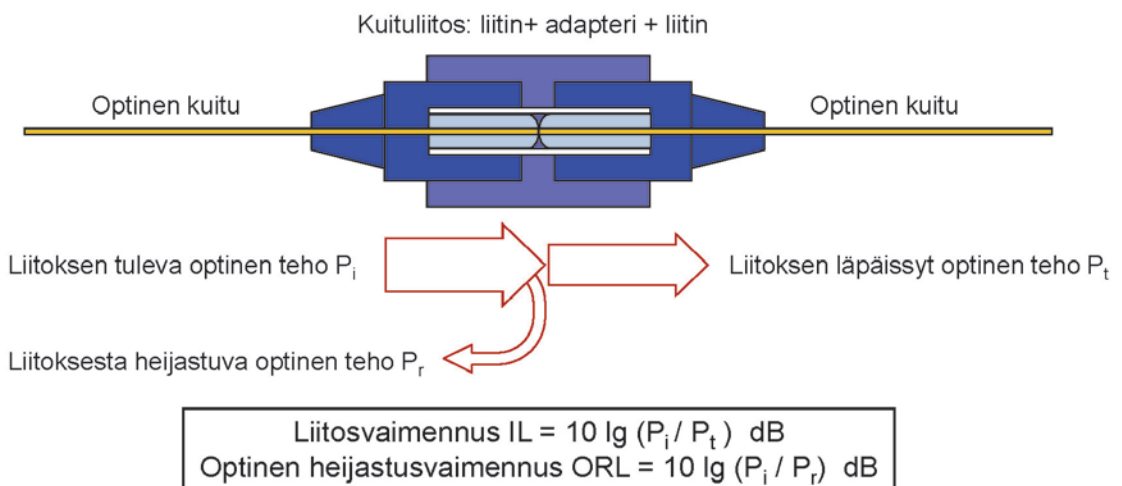 Kuituliitos: liitin+ adapteri + liitin
Optinen kuitu
Optinen kuitu
Liitoksen tuleva optinen teho Pi
Liitoksen läpäissyt optinen teho Pt
Liitoksesta heijastuva optinen teho Pr
Liitosvaimennus IL = 10 lg (Pi / Pt) dB
Optinen heijastusvaimennus ORL = 10 lg (Pi / Pr) dB